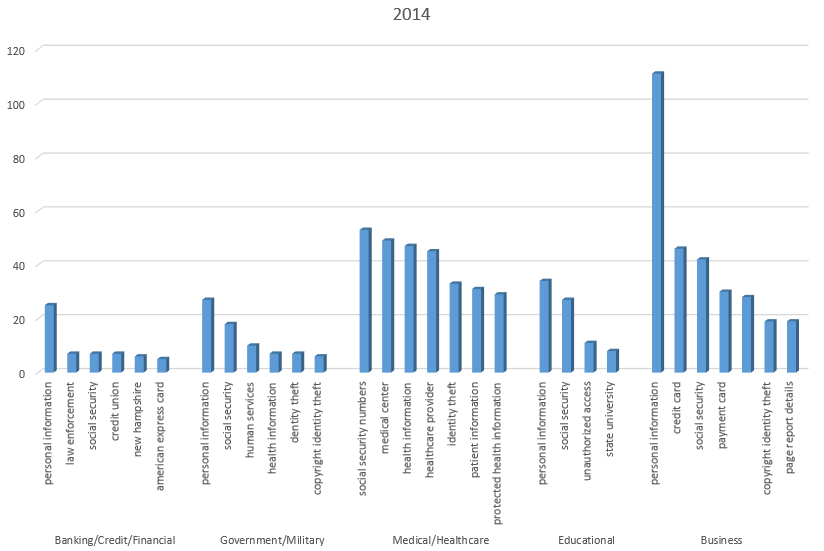 2014
120
100
80
60
40
20
0
personal information
law enforcement
social security
credit union
new hampshire
american express card
personal information
social security
human services
health information
dentity theft
copyright identity theft
social security numbers
medical center
health information
healthcare provider
identity theft
patient information
protected health information
personal information
social security
unauthorized access
state university
personal information
credit card
social security
payment card
copyright identity theft
page report details
Banking/Credit/Financial
Government/Military
Medical/Healthcare
Educational
Business